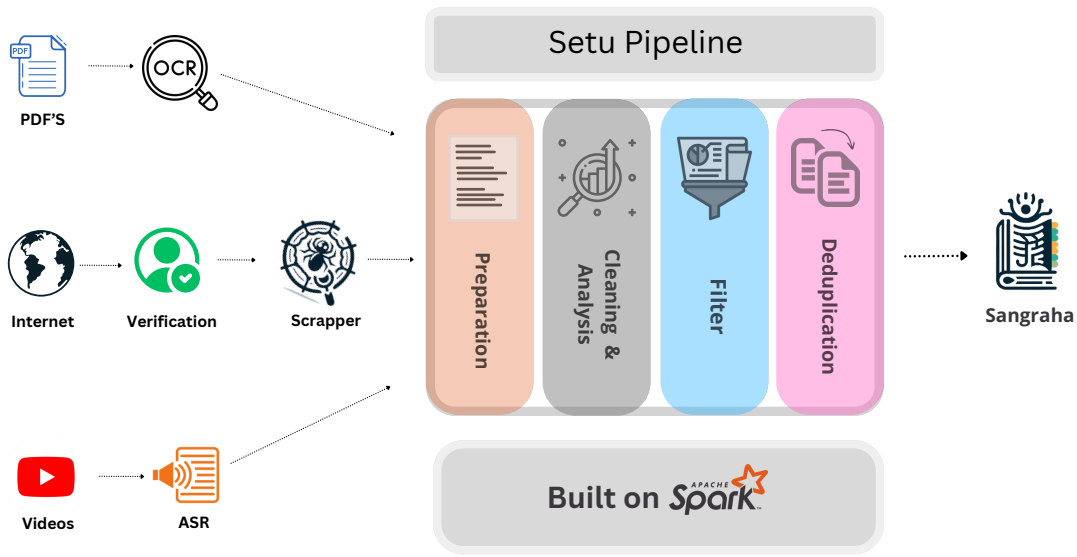 Setu Pipeline
PDF
OCR
PDF'S
Preparation
Cleaning &
Analysis
Filter
Deduplication
Internet
Verification
Scrapper
Sangraha
Videos
ASR
Built on APACHE Spark™